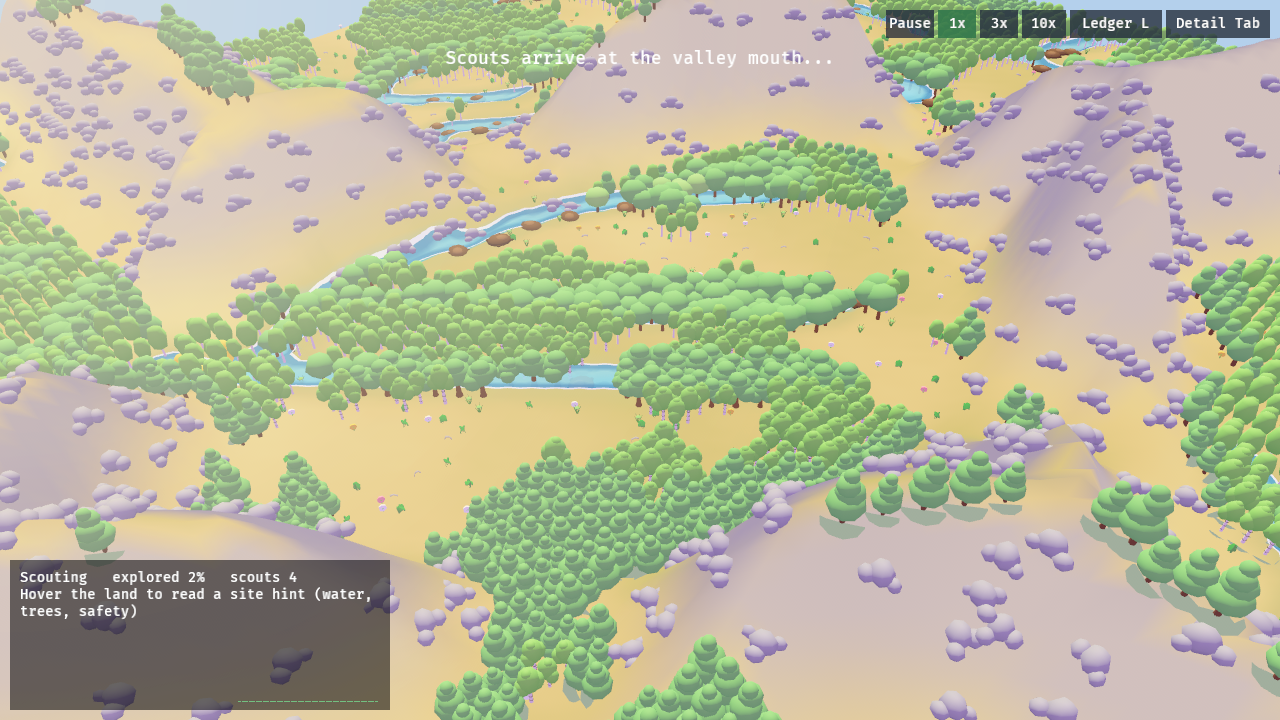 Pause 1x 3x 10x Ledger L Detail Tab
Scouts arrive at the valley mouth...
Scouting explored 2% scouts 4
Hover the land to read a site hint (water,
trees, safety)